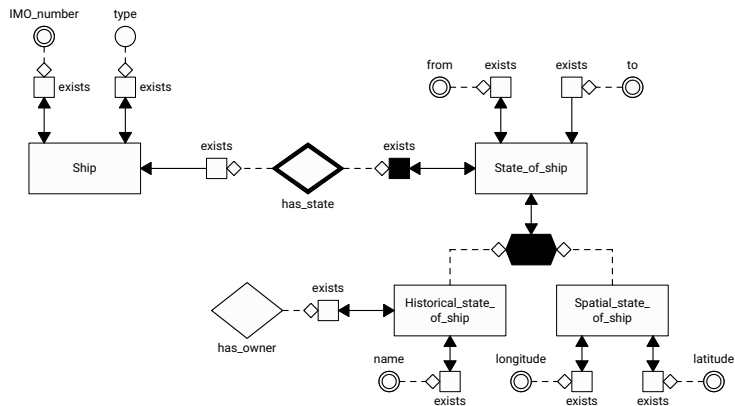 IMO_number
type
exists
exists
from
exists
exists
to
Ship
exists
has_state
exists
State_of_ship
has_owner
exists
Historical_state_
of_ship
Spatial_state_
of_ship
name
exists
longitude
exists
exists
latitude